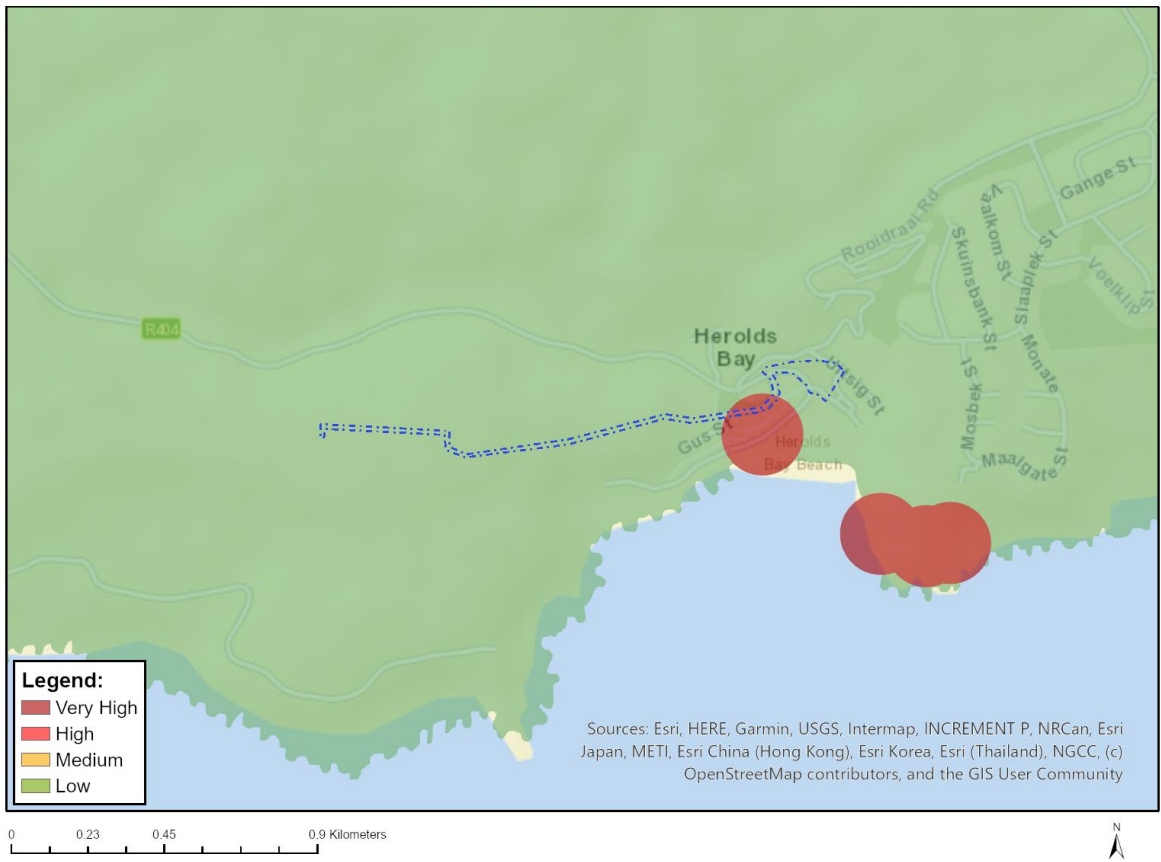 Gange St
Vaalkom St
Rooidraai Rd
Skuinsbank St
Slaaptek St
Voelklip St
R404
Herolds
Bay
Uitsig St
Monate
Mosbek St
Gus St
Herolds
Bay Beach
Maalgate St
Legend:
Very High
High
Medium
Low
Sources: Esri, HERE, Garmin, USGS, Intermap, INCREMENT P, NRCan, Esri
Japan, METI, Esri China (Hong Kong), Esri Korea, Esri (Thailand), NGCC, (c)
OpenStreetMap contributors, and the GIS User Community
0 0.23 0.45 0.9 Kilometers
N